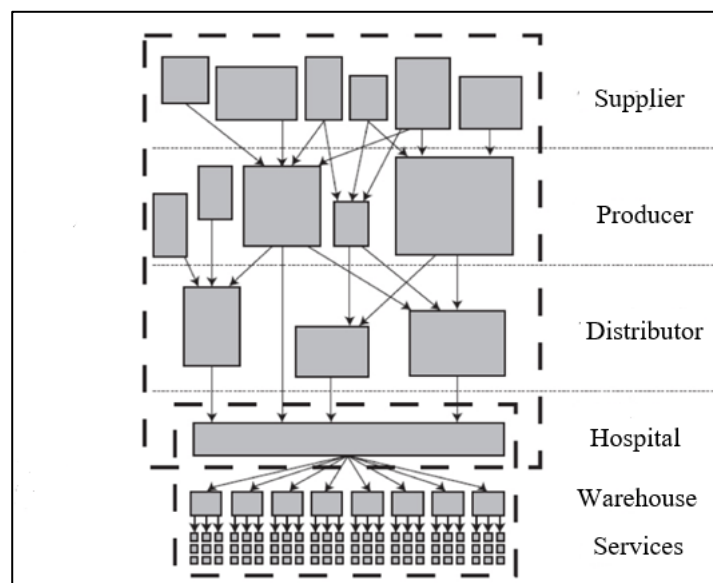 Supplier
Producer
Distributor
Hospital
Warehouse
Services